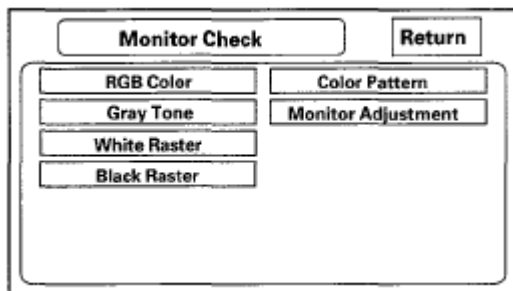 Monitor Check
Return
RGB Color
Color Pattern
Gray Tone
Monitor Adjustment
White Raster
Black Raster